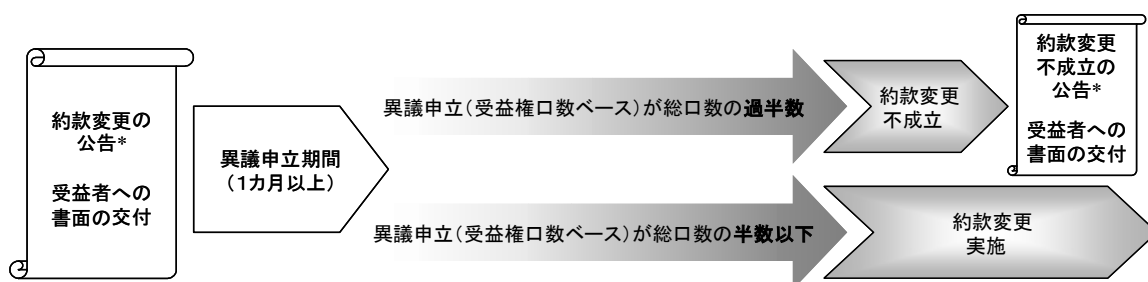 約款変更の
公告*
受益者への
書面の交付
異議申立期間
(1カ月以上)
異議申立(受益権口数ベース)が総口数の過半数
約款変更
不成立
約款変更
不成立の
公告*
受益者への
書面の交付
異議申立(受益権口数ベース)が総口数の半数以下
約款変更
実施